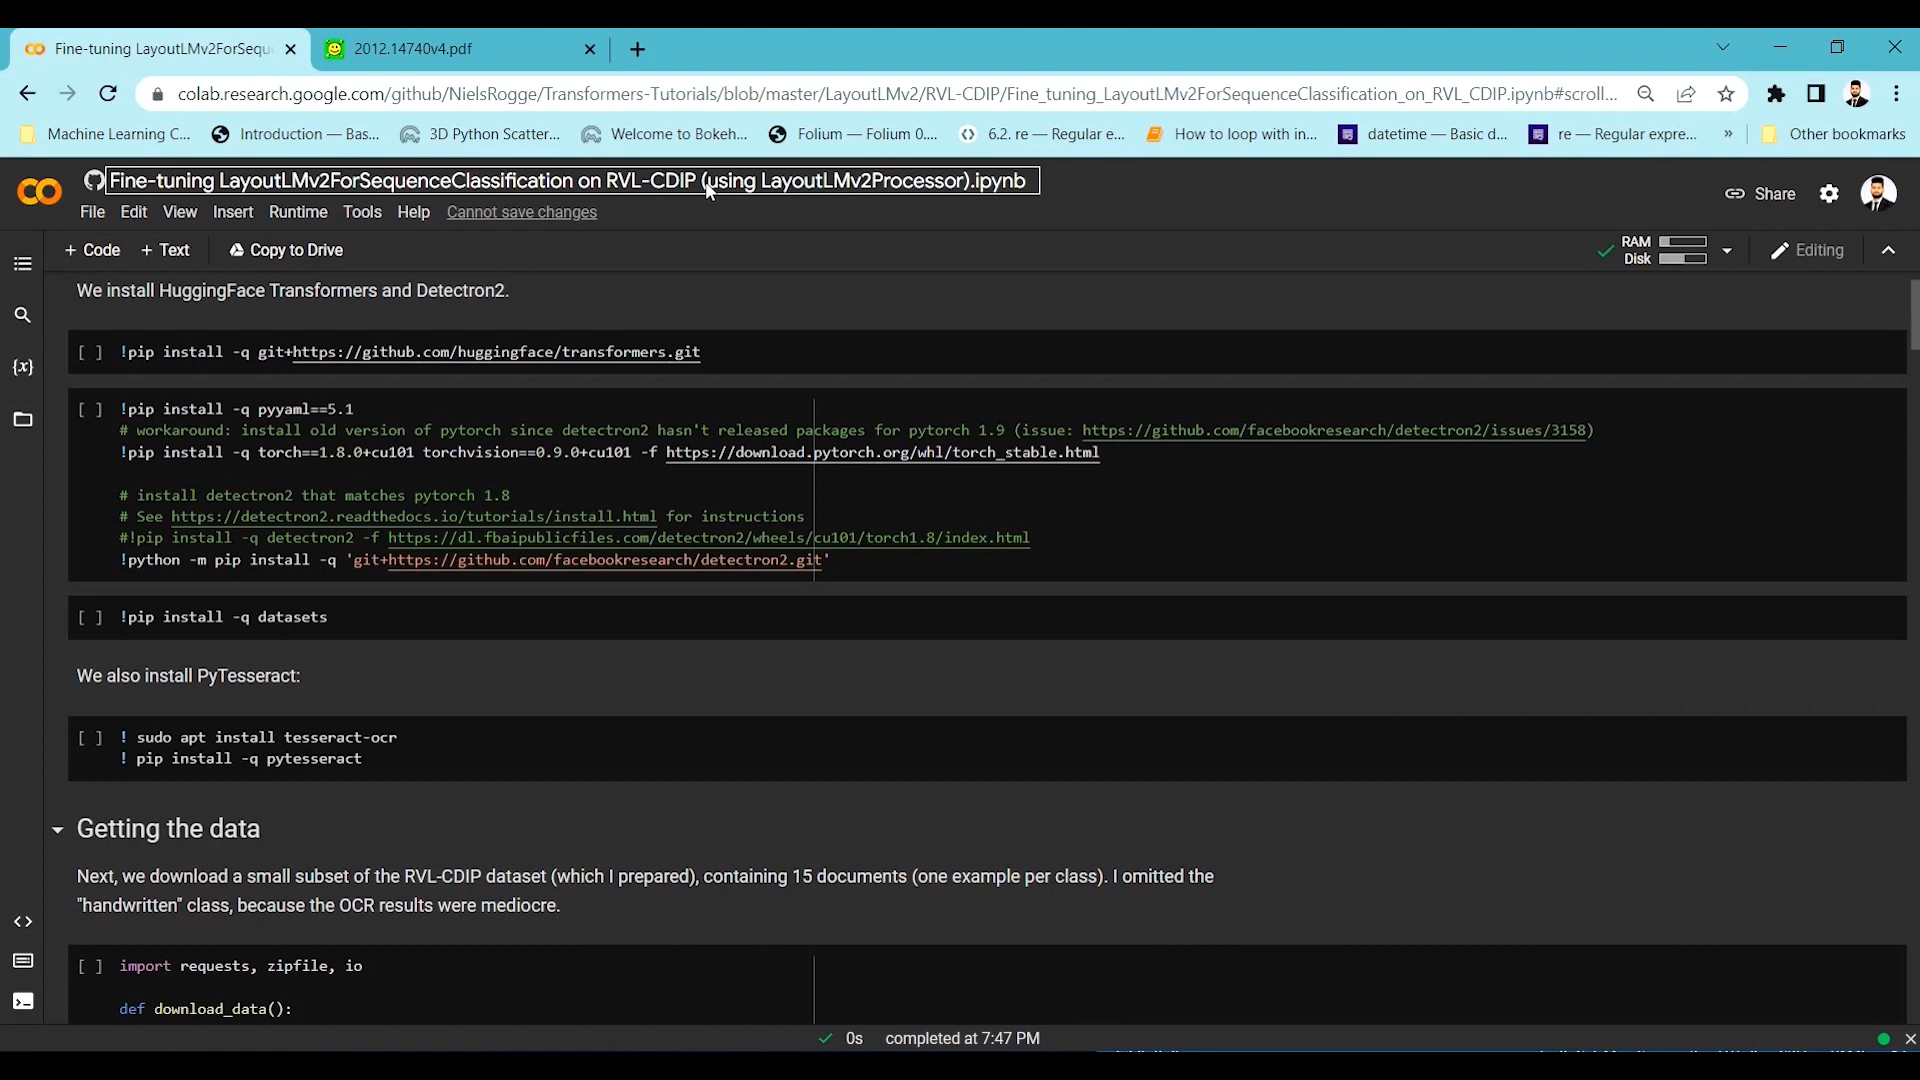 Fine-tuning LayoutLMv2ForSequ
2012.14740v4.pdf
colab.research.google.com/github/NielsRogge/Transformers-Tutorials/blob/master/LayoutLMv2/RVL-CDIP/Fine_tuning_LayoutLMv2ForSequenceClassification_on_RVL_CDIP.ipynb#scroll...
Machine Learning C... Introduction — Bas... 3D Python Scatter... Welcome to Bokeh... Folium — Folium 0.... 6.2. re — Regular e... How to loop with in... datetime — Basic d... re — Regular expre... » Other bookmarks
Fine-tuning LayoutLMv2ForSequenceClassification on RVL-CDIP (using LayoutLMv2Processor).ipynb
File Edit View Insert Runtime Tools Help Cannot save changes
Share
+ Code + Text Copy to Drive
RAM
Disk
Editing
We install HuggingFace Transformers and Detectron2.
[ ] !pip install -q git+https://github.com/huggingface/transformers.git
[ ] !pip install -q pyyaml==5.1
# workaround: install old version of pytorch since detectron2 hasn't released packages for pytorch 1.9 (issue: https://github.com/facebookresearch/detectron2/issues/3158)
!pip install -q torch==1.8.0+cu101 torchvision==0.9.0+cu101 -f https://download.pytorch.org/whl/torch_stable.html
# install detectron2 that matches pytorch 1.8
# See https://detectron2.readthedocs.io/tutorials/install.html for instructions
#!pip install -q detectron2 -f https://dl.fbaipublicfiles.com/detectron2/wheels/cu101/torch1.8/index.html
!python -m pip install -q 'git+https://github.com/facebookresearch/detectron2.git'
[ ] !pip install -q datasets
We also install PyTesseract:
[ ] ! sudo apt install tesseract-ocr
! pip install -q pytesseract
Getting the data
Next, we download a small subset of the RVL-CDIP dataset (which I prepared), containing 15 documents (one example per class). I omitted the
"handwritten" class, because the OCR results were mediocre.
[ ] import requests, zipfile, io
def download_data():
0s completed at 7:47 PM